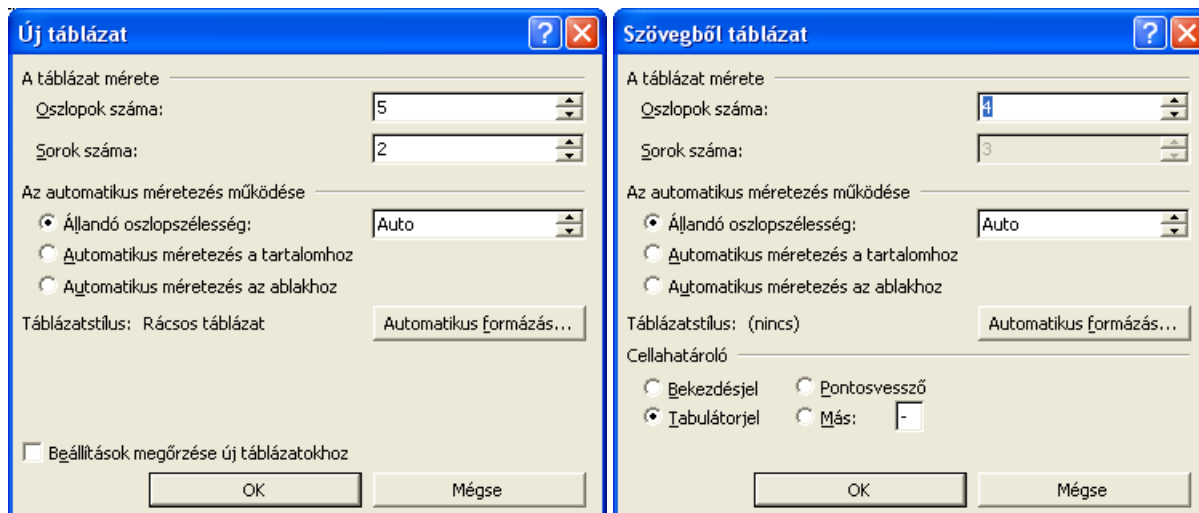 Új táblázat
A táblázat mérete
Oszlopok száma: 5
Sorok száma: 2
Az automatikus méretezés működése
Állandó oszlopszélesség: Auto
Automatikus méretezés a tartalomhoz
Automatikus méretezés az ablakhoz
Táblázatstílus: Rácsos táblázat Automatikus formázás...
Beállítások megőrzése új táblázatokhoz
OK Mégse
Szövegből táblázat
A táblázat mérete
Oszlopok száma: 4
Sorok száma: 3
Az automatikus méretezés működése
Állandó oszlopszélesség: Auto
Automatikus méretezés a tartalomhoz
Automatikus méretezés az ablakhoz
Táblázatstílus: (nincs) Automatikus formázás...
Cellahatároló
Bekezdésjel Pontosvessző
Tabulátorjel Más: -
OK Mégse